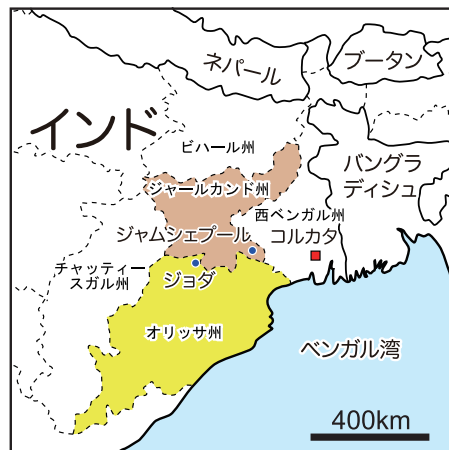 ネパール
ブータン
インド
ビハール州
バングラ
ディシュ
ジャールカンド州
西ベンガル州
ジャムシェプール
コルカタ
チャッティー
スガル州
ジョダ
オリッサ州
ベンガル湾
400km